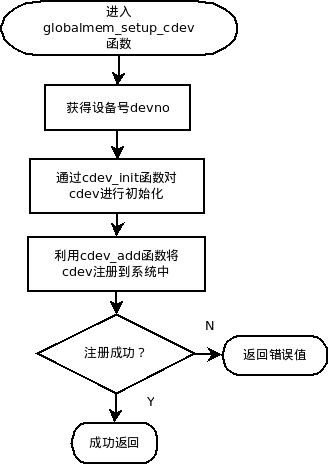 进入
globalmem_setup_cdev
函数
获得设备号devno
通过cdev_init函数对
cdev进行初始化
利用cdev_add函数将
cdev注册到系统中
注册成功？
N
返回错误值
Y
成功返回